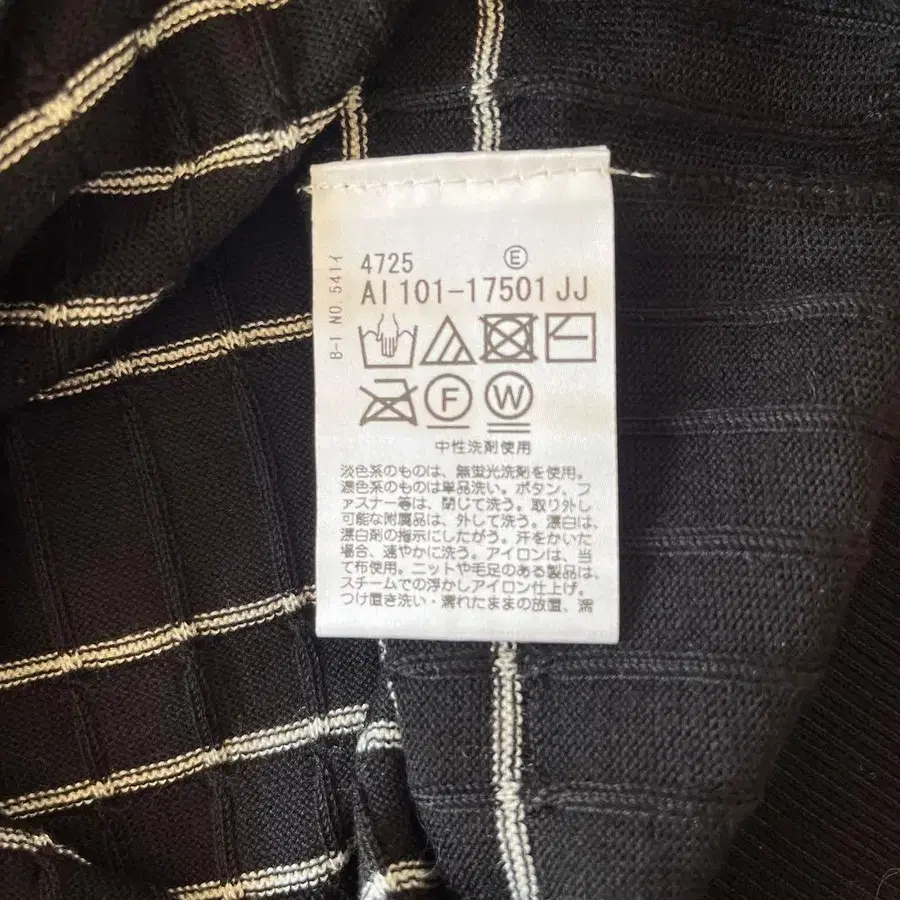 4725 Ⓔ
AI 101-17501 JJ
B-1 NO.541イ
Ⓕ Ⓦ
中性洗剤使用
淡色系のものは、無蛍光洗剤を使用。
濃色系のものは単品洗い。ボタン、フ
ァスナー等は、閉じて洗う。取り外し
可能な附属品は、外して洗う。漂白は、
漂白剤の指示にしたがう。汗をかいた
場合、速やかに洗う。アイロンは、当
て布使用。ニットや毛足のある製品は、
スチームでの浮かしアイロン仕上げ。
つけ置き洗い・濡れたままの放置、濡